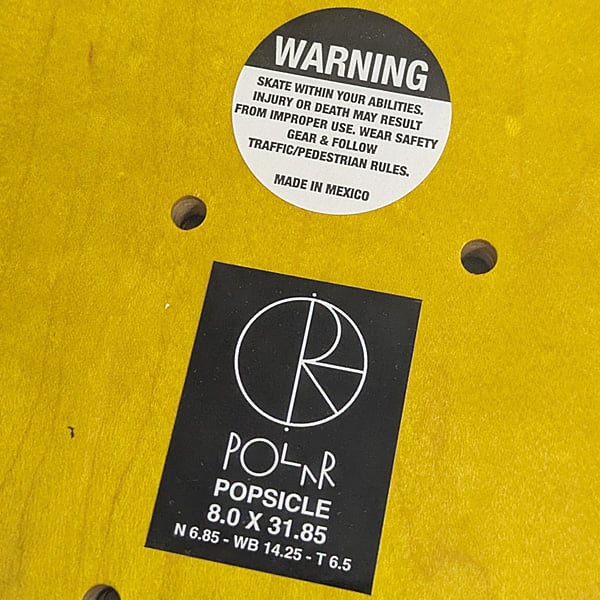 WARNING
SKATE WITHIN YOUR ABILITIES.
INJURY OR DEATH MAY RESULT
FROM IMPROPER USE. WEAR SAFETY
GEAR & FOLLOW
TRAFFIC/PEDESTRIAN RULES.
MADE IN MEXICO
POLAR
POPSICLE
8.0 X 31.85
N 6.85 - WB 14.25 - T 6.5